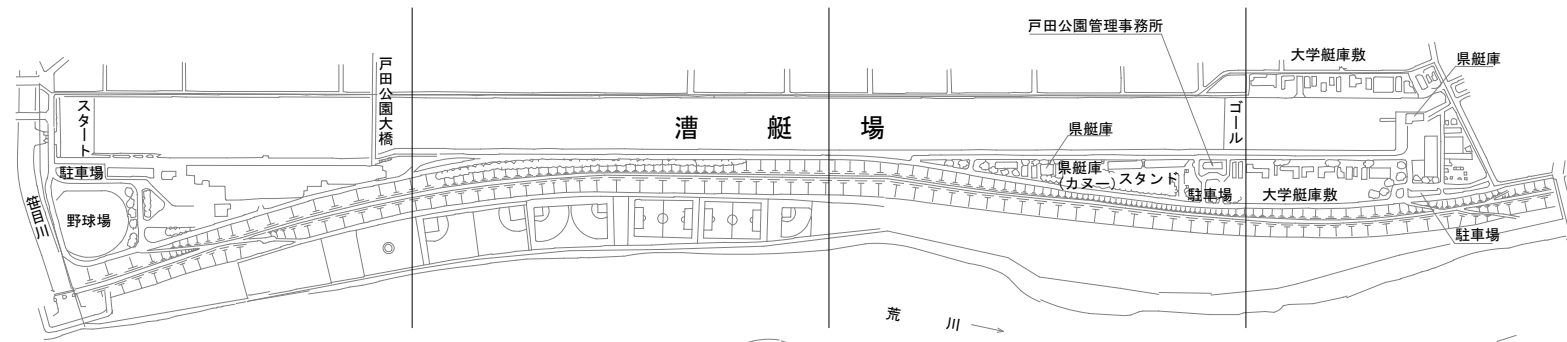 戸田公園管理事務所
大学艇庫敷
県艇庫
戸田公園大橋
スタート
漕艇場
ゴール
県艇庫
県艇庫
(カヌー)
スタンド
駐車場
駐車場
大学艇庫敷
笹目川
野球場
駐車場
荒川